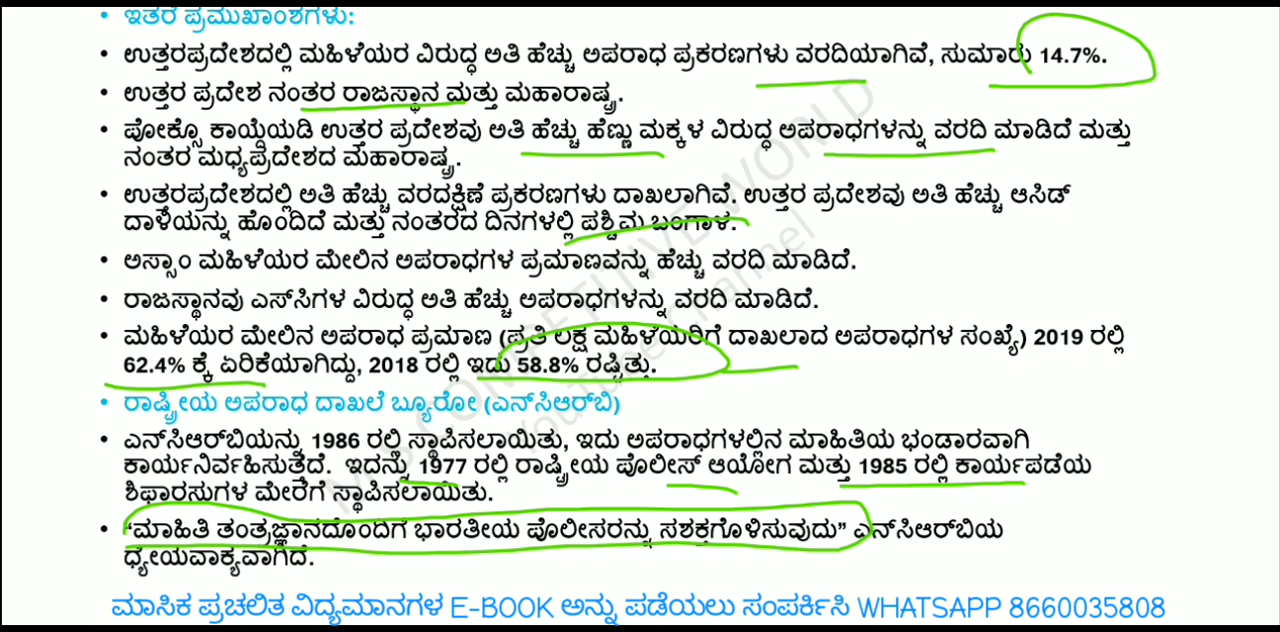 • ಇತರ ಪ್ರಮುಖಾಂಶಗಳು:
• ಉತ್ತರಪ್ರದೇಶದಲ್ಲಿ ಮಹಿಳೆಯರ ವಿರುದ್ಧ ಅತಿ ಹೆಚ್ಚು ಅಪರಾಧ ಪ್ರಕರಣಗಳು ವರದಿಯಾಗಿವೆ, ಸುಮಾರು 14.7%.
• ಉತ್ತರ ಪ್ರದೇಶ ನಂತರ ರಾಜಸ್ಥಾನ ಮತ್ತು ಮಹಾರಾಷ್ಟ್ರ.
• ಪೋಕ್ಸೊ ಕಾಯ್ದೆಯಡಿ ಉತ್ತರ ಪ್ರದೇಶವು ಅತಿ ಹೆಚ್ಚು ಹೆಣ್ಣು ಮಕ್ಕಳ ವಿರುದ್ಧ ಅಪರಾಧಗಳನ್ನು ವರದಿ ಮಾಡಿದೆ ಮತ್ತು
ನಂತರ ಮಧ್ಯಪ್ರದೇಶದ ಮಹಾರಾಷ್ಟ್ರ.
• ಉತ್ತರಪ್ರದೇಶದಲ್ಲಿ ಅತಿ ಹೆಚ್ಚು ವರದಕ್ಷಿಣೆ ಪ್ರಕರಣಗಳು ದಾಖಲಾಗಿವೆ. ಉತ್ತರ ಪ್ರದೇಶವು ಅತಿ ಹೆಚ್ಚು ಆಸಿಡ್
ದಾಳಿಯನ್ನು ಹೊಂದಿದೆ ಮತ್ತು ನಂತರದ ದಿನಗಳಲ್ಲಿ ಪಶ್ಚಿಮ ಬಂಗಾಳ.
• ಅಸ್ಸಾಂ ಮಹಿಳೆಯರ ಮೇಲಿನ ಅಪರಾಧಗಳ ಪ್ರಮಾಣವನ್ನು ಹೆಚ್ಚು ವರದಿ ಮಾಡಿದೆ.
• ರಾಜಸ್ಥಾನವು ಎಸ್‌ಸಿಗಳ ವಿರುದ್ಧ ಅತಿ ಹೆಚ್ಚು ಅಪರಾಧಗಳನ್ನು ವರದಿ ಮಾಡಿದೆ.
• ಮಹಿಳೆಯರ ಮೇಲಿನ ಅಪರಾಧ ಪ್ರಮಾಣ (ಪ್ರತಿ ಲಕ್ಷ ಮಹಿಳೆಯರಿಗೆ ದಾಖಲಾದ ಅಪರಾಧಗಳ ಸಂಖ್ಯೆ) 2019 ರಲ್ಲಿ
62.4% ಕ್ಕೆ ಏರಿಕೆಯಾಗಿದ್ದು, 2018 ರಲ್ಲಿ ಇದು 58.8% ರಷ್ಟಿತ್ತು.
• ರಾಷ್ಟ್ರೀಯ ಅಪರಾಧ ದಾಖಲೆ ಬ್ಯೂರೋ (ಎನ್‌ಸಿಆರ್‌ಬಿ)
• ಎನ್‌ಸಿಆರ್‌ಬಿಯನ್ನು 1986 ರಲ್ಲಿ ಸ್ಥಾಪಿಸಲಾಯಿತು, ಇದು ಅಪರಾಧಗಳಲ್ಲಿನ ಮಾಹಿತಿಯ ಭಂಡಾರವಾಗಿ
ಕಾರ್ಯನಿರ್ವಹಿಸುತ್ತದೆ. ಇದನ್ನು 1977 ರಲ್ಲಿ ರಾಷ್ಟ್ರೀಯ ಪೊಲೀಸ್ ಆಯೋಗ ಮತ್ತು 1985 ರಲ್ಲಿ ಕಾರ್ಯಪಡೆಯ
ಶಿಫಾರಸುಗಳ ಮೇರೆಗೆ ಸ್ಥಾಪಿಸಲಾಯಿತು.
• “ಮಾಹಿತಿ ತಂತ್ರಜ್ಞಾನದೊಂದಿಗೆ ಭಾರತೀಯ ಪೊಲೀಸರನ್ನು ಸಶಕ್ತಗೊಳಿಸುವುದು” ಎನ್‌ಸಿಆರ್‌ಬಿಯ
ಧ್ಯೇಯವಾಕ್ಯವಾಗಿದೆ.
ಮಾಸಿಕ ಪ್ರಚಲಿತ ವಿದ್ಯಮಾನಗಳ E-BOOK ಅನ್ನು ಪಡೆಯಲು ಸಂಪರ್ಕಿಸಿ WHATSAPP 8660035808
M S COMPETITIVE WORLD
YouTube Channel